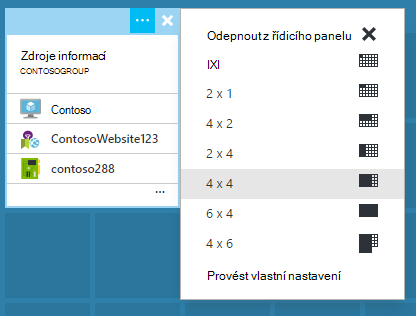 ...
Zdroje informací
CONTOSOGROUP
Contoso
ContosoWebsite123
contoso288
...
Odepnout z řídicího panelu
IXI
2 x 1
4 x 2
2 x 4
4 x 4
6 x 4
4 x 6
Provést vlastní nastavení